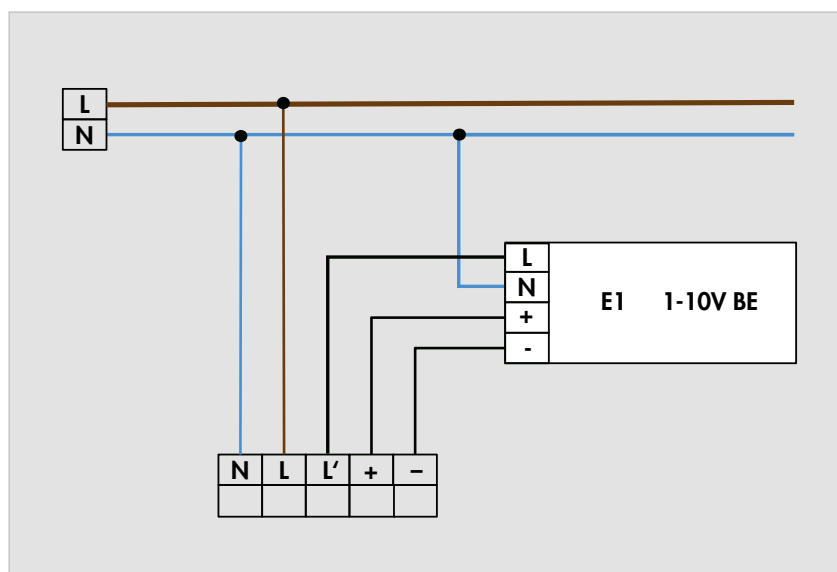 L
N
L
N
E1 1-10V BE
+
-
N L L‘ + –